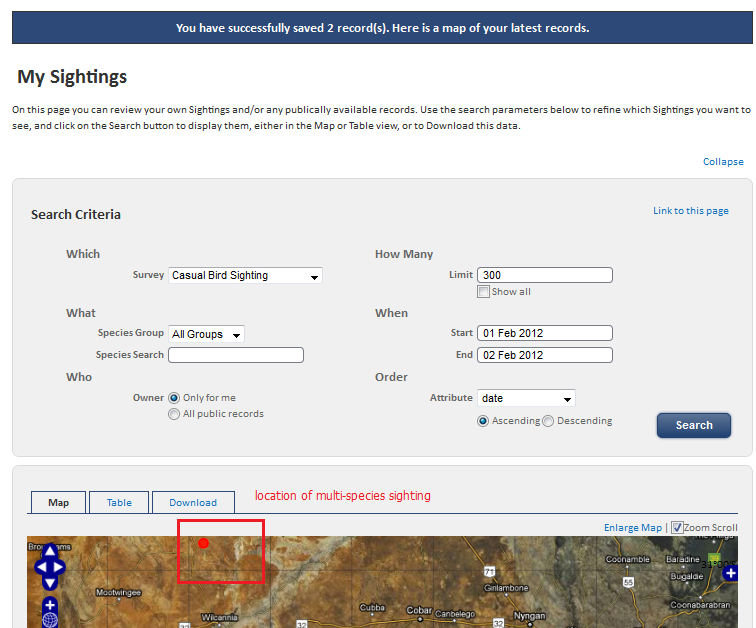 You have successfully saved 2 record(s). Here is a map of your latest records.
My Sightings
On this page you can review your own Sightings and/or any publically available records. Use the search parameters below to refine which Sightings you want to
see, and click on the Search button to display them, either in the Map or Table view, or to Download this data.
Collapse
Search Criteria
Link to this page
Which
Survey Casual Bird Sighting
How Many
Limit 300
Show all
What
Species Group All Groups
Species Search
When
Start 01 Feb 2012
End 02 Feb 2012
Who
Owner Only for me
All public records
Order
Attribute date
Ascending Descending
Search
Map Table Download
location of multi-species sighting
Enlarge Map | Zoom Scroll
Coonamble
Baradine
Bugaldie
71
Girilambone
55
Mootwingee
Coonabarabran
Cubba
Cobar
Canbelego
Nyngan
Wilcannia
32
32
32